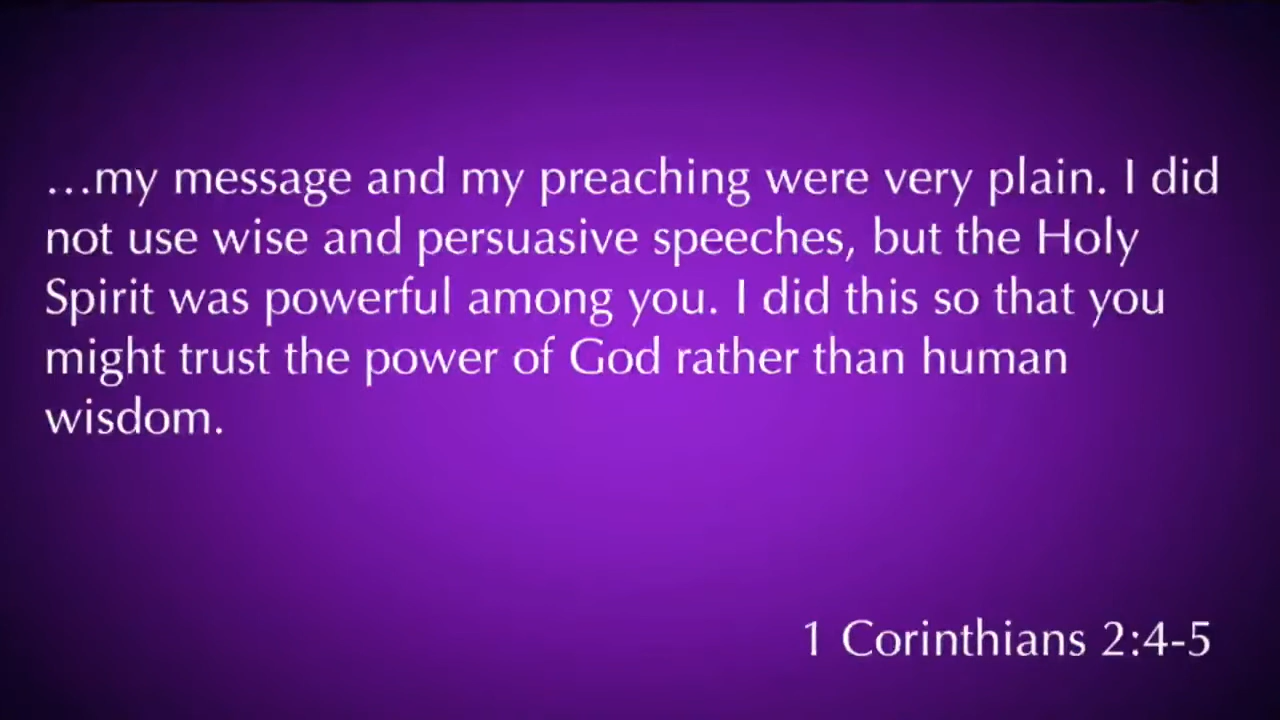 …my message and my preaching were very plain. I did
not use wise and persuasive speeches, but the Holy
Spirit was powerful among you. I did this so that you
might trust the power of God rather than human
wisdom.
1 Corinthians 2:4-5